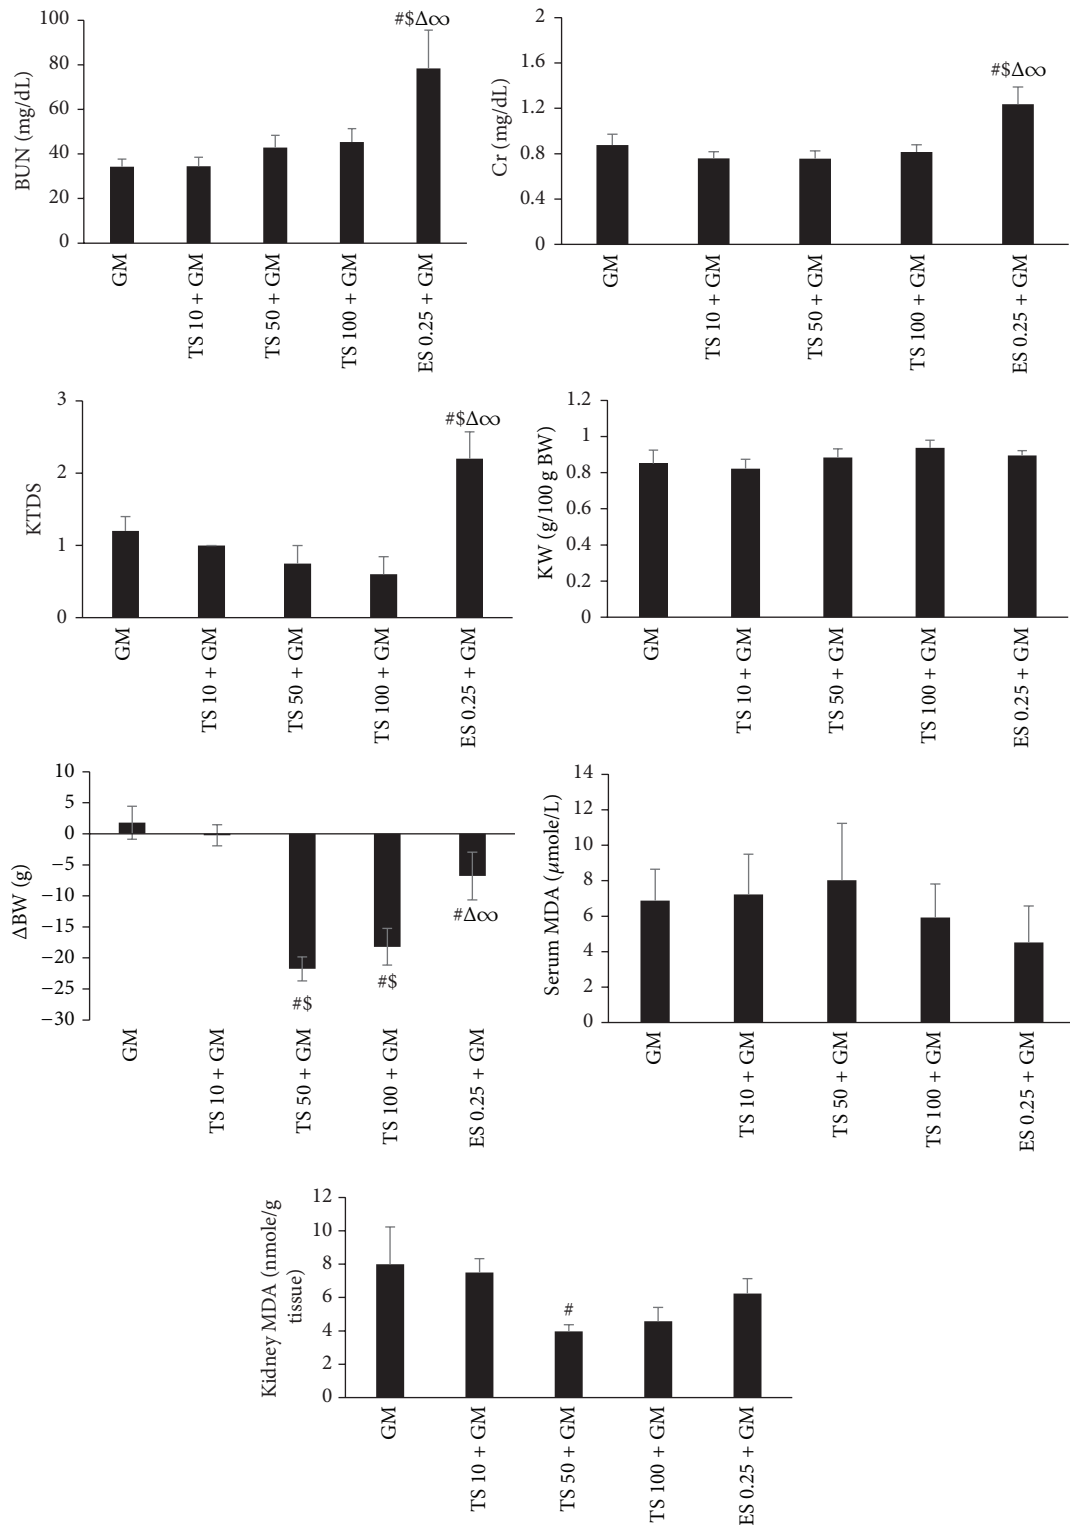 BUN (mg/dL)
100
80
60
40
20
0
#$Δ∞
GM
TS 10 + GM
TS 50 + GM
TS 100 + GM
ES 0.25 + GM
Cr (mg/dL)
2
1.6
1.2
0.8
0.4
0
#$Δ∞
GM
TS 10 + GM
TS 50 + GM
TS 100 + GM
ES 0.25 + GM
KTDS
3
2
1
0
#$Δ∞
GM
TS 10 + GM
TS 50 + GM
TS 100 + GM
ES 0.25 + GM
KW (g/100 g BW)
1.2
1
0.8
0.6
0.4
0.2
0
GM
TS 10 + GM
TS 50 + GM
TS 100 + GM
ES 0.25 + GM
ΔBW (g)
10
5
0
−5
−10
−15
−20
−25
−30
#$
#$
#Δ∞
GM
TS 10 + GM
TS 50 + GM
TS 100 + GM
ES 0.25 + GM
Serum MDA (μmole/L)
14
12
10
8
6
4
2
0
GM
TS 10 + GM
TS 50 + GM
TS 100 + GM
ES 0.25 + GM
Kidney MDA (nmole/g
tissue)
12
10
8
6
4
2
0
#
GM
TS 10 + GM
TS 50 + GM
TS 100 + GM
ES 0.25 + GM